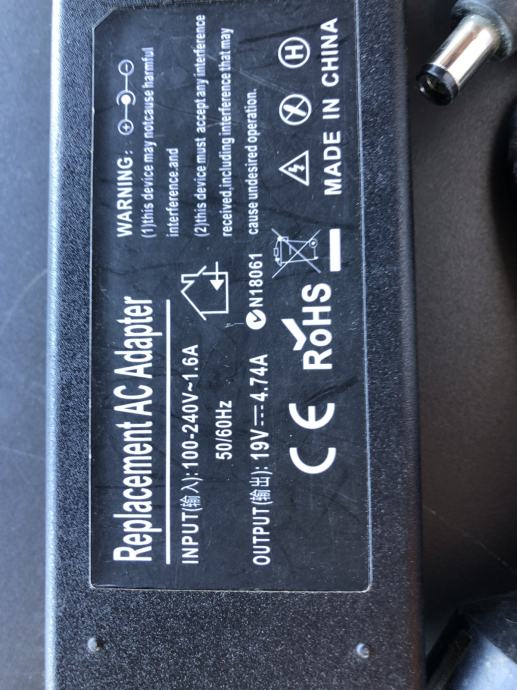 Replacement AC Adapter
INPUT(输入): 100-240V~1.6A
50/60Hz
OUTPUT(输出): 19V⎓4.74A
N18061
CE RoHS
WARNING:
(1)this device may notcause harmful
interference.and
(2)this device must accept any interference
received,including interference that may
cause undesired operation.
H
MADE IN CHINA